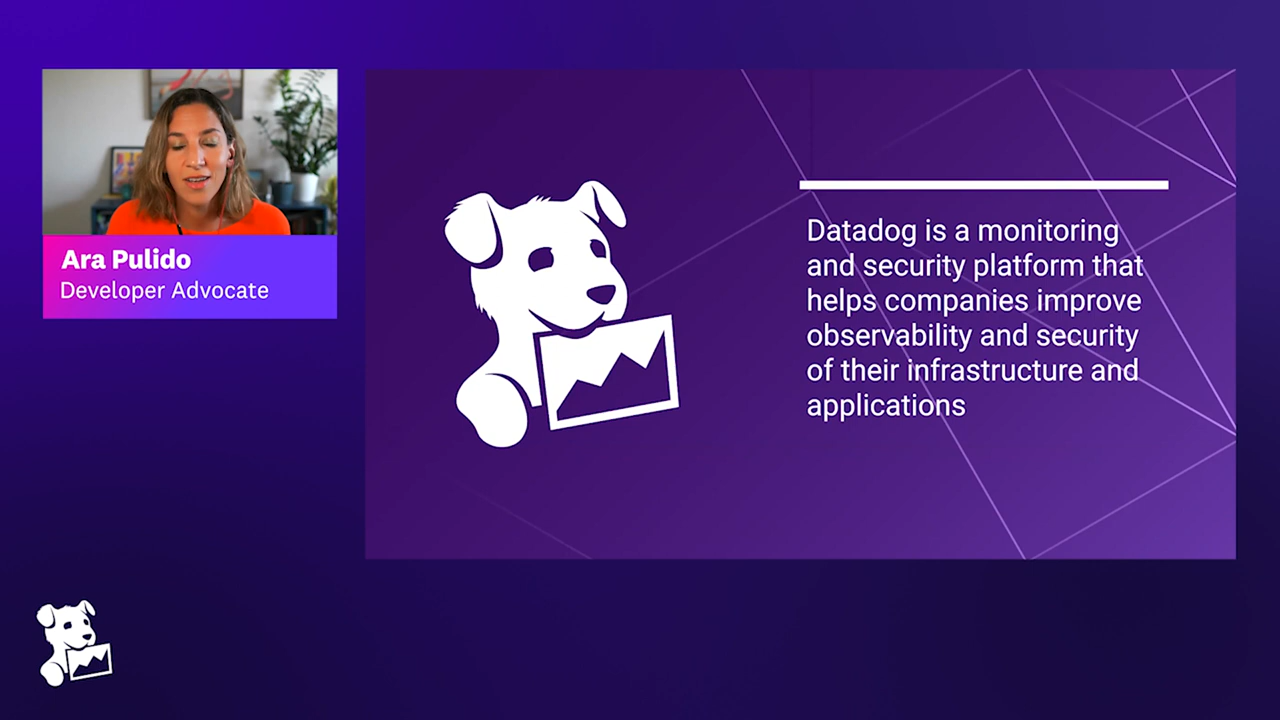 Ara Pulido
Developer Advocate
Datadog is a monitoring
and security platform that
helps companies improve
observability and security
of their infrastructure and
applications